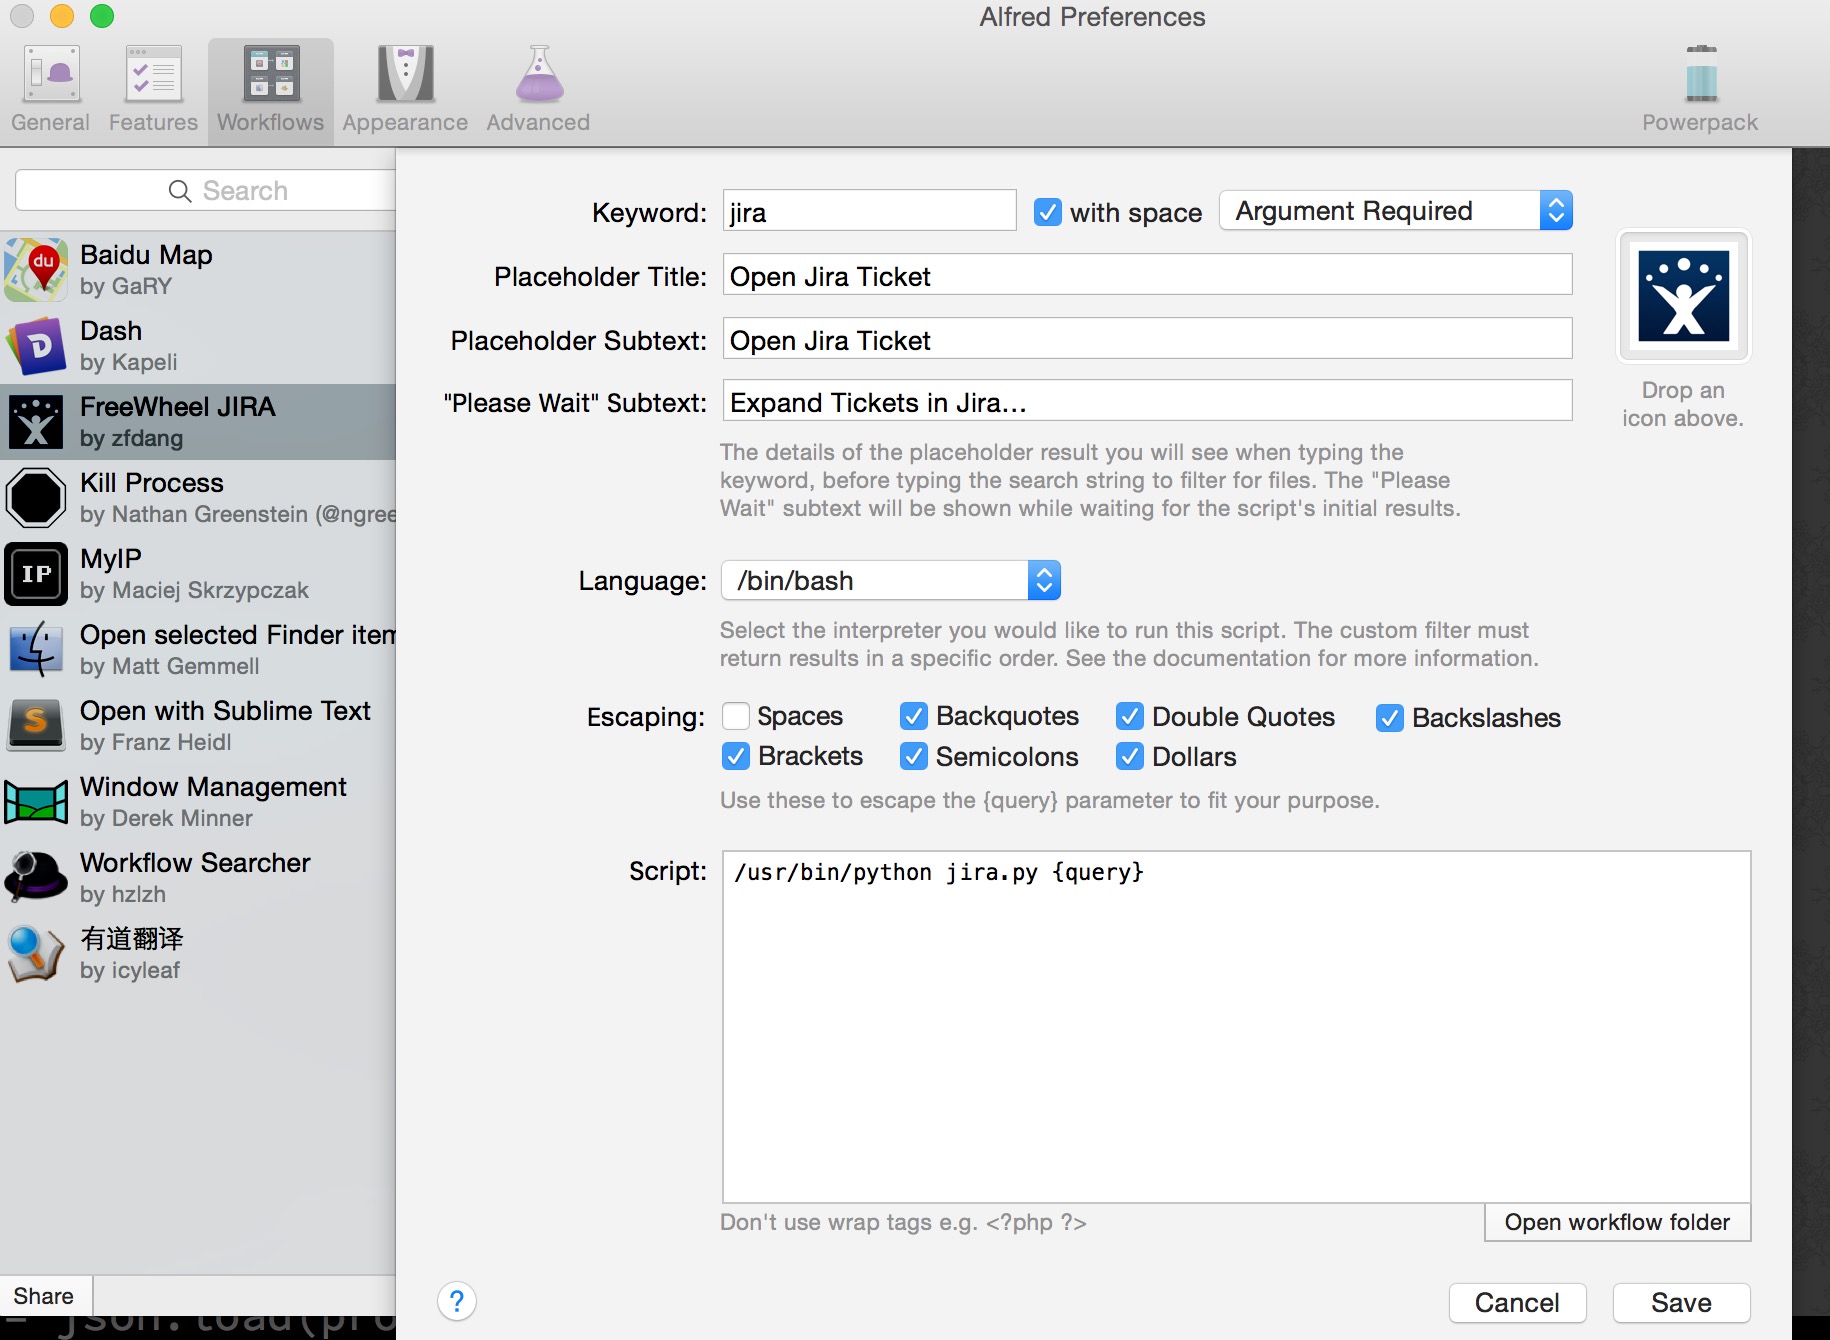 Alfred Preferences
General
Features
Workflows
Appearance
Advanced
Powerpack
Search
Baidu Map
by GaRY
Dash
by Kapeli
FreeWheel JIRA
by zfdang
Kill Process
by Nathan Greenstein (@ngree
MyIP
by Maciej Skrzypczak
Open selected Finder item
by Matt Gemmell
Open with Sublime Text
by Franz Heidl
Window Management
by Derek Minner
Workflow Searcher
by hzlzh
有道翻译
by icyleaf
Share
du
IP
Keyword: jira with space Argument Required
Placeholder Title: Open Jira Ticket
Placeholder Subtext: Open Jira Ticket
"Please Wait" Subtext: Expand Tickets in Jira...
Drop an
icon above.
The details of the placeholder result you will see when typing the
keyword, before typing the search string to filter for files. The "Please
Wait" subtext will be shown while waiting for the script's initial results.
Language: /bin/bash
Select the interpreter you would like to run this script. The custom filter must
return results in a specific order. See the documentation for more information.
Escaping: Spaces Backquotes Double Quotes Backslashes
Brackets Semicolons Dollars
Use these to escape the {query} parameter to fit your purpose.
Script: /usr/bin/python jira.py {query}
Don't use wrap tags e.g. <?php ?>
Open workflow folder
?
Cancel
Save